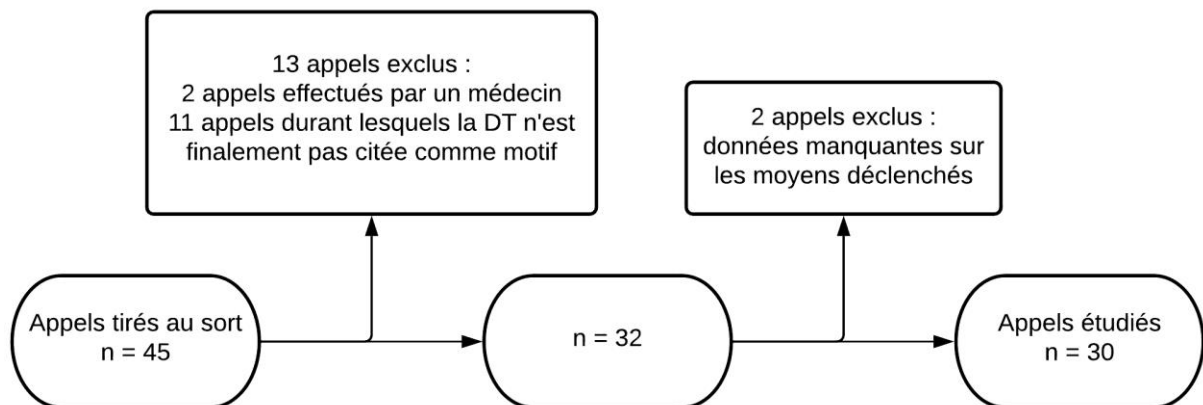 13 appels exclus :
2 appels effectués par un médecin
11 appels durant lesquels la DT n'est
finalement pas citée comme motif
2 appels exclus :
données manquantes sur
les moyens déclenchés
Appels tirés au sort
n = 45
n = 32
Appels étudiés
n = 30